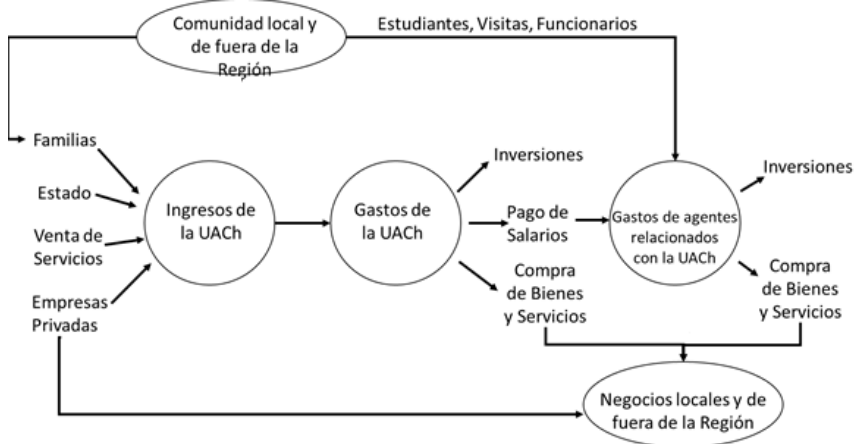 Comunidad local y
de fuera de la
Región
Estudiantes, Visitas, Funcionarios
Familias
Estado
Venta de
Servicios
Empresas
Privadas
Ingresos de
la UACh
Gastos de
la UACh
Inversiones
Pago de
Salarios
Compra
de Bienes
y Servicios
Gastos de agentes
relacionados
con la UACh
Inversiones
Compra
de Bienes
y Servicios
Negocios locales y de
fuera de la Región